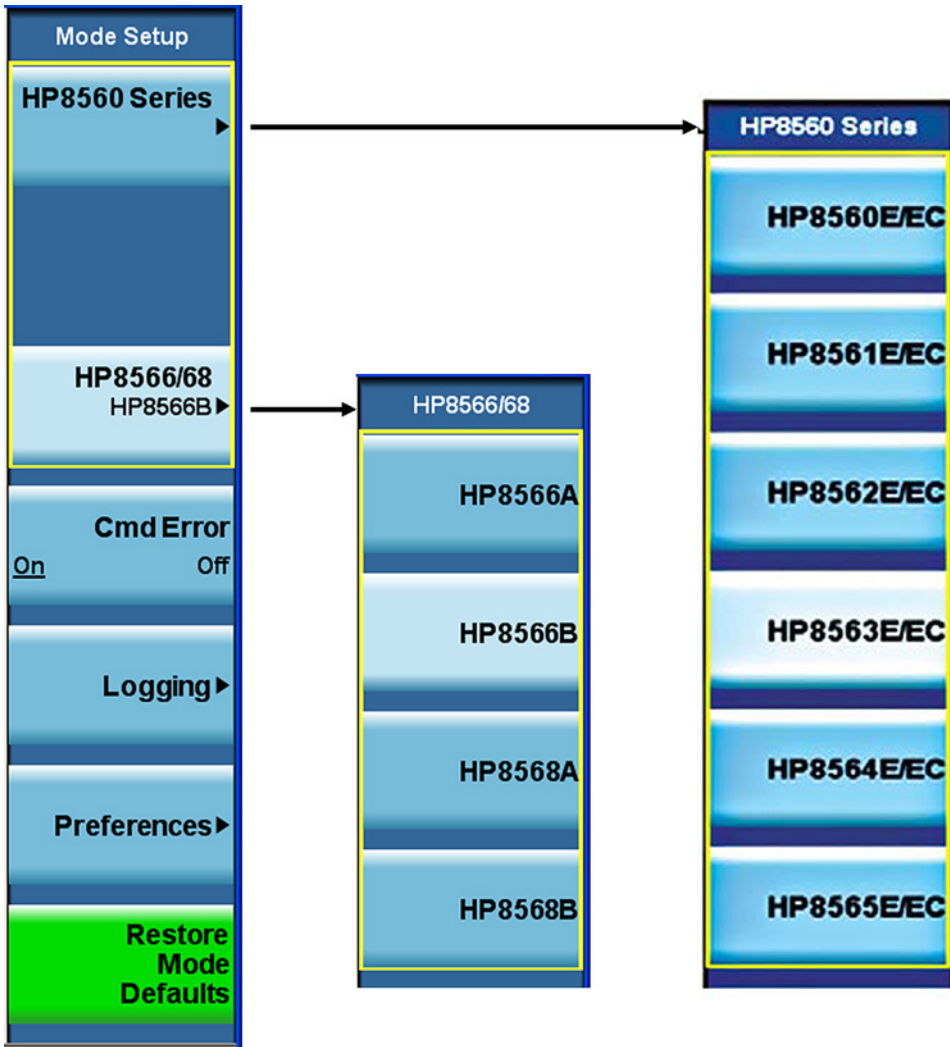 Mode Setup
HP8560 Series
HP8566/68
HP8566B
Cmd Error
On Off
Logging
Preferences
Restore
Mode
Defaults
HP8566/68
HP8566A
HP8566B
HP8568A
HP8568B
HP8560 Series
HP8560E/EC
HP8561E/EC
HP8562E/EC
HP8563E/EC
HP8564E/EC
HP8565E/EC